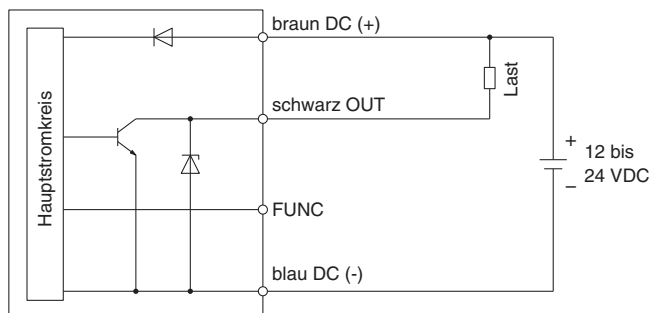 braun DC (+)
Last
schwarz OUT
Hauptstromkreis
+
12 bis
24 VDC
−
FUNC
blau DC (-)